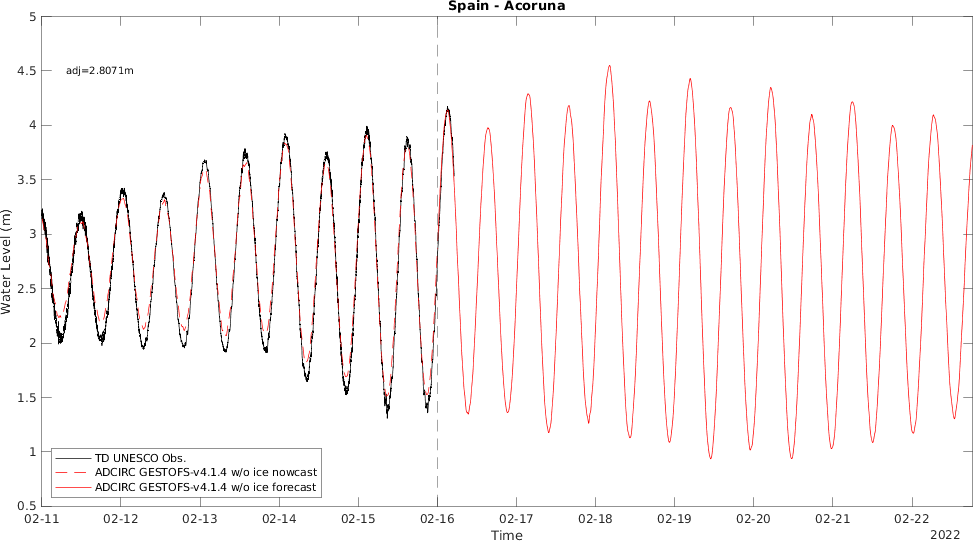 Spain - Acoruna
5
4.5
4
3.5
3
2.5
2
1.5
1
0.5
adj=2.8071m
Water Level (m)
TD UNESCO Obs.
ADCIRC GESTOFS-v4.1.4 w/o ice nowcast
ADCIRC GESTOFS-v4.1.4 w/o ice forecast
02-11 02-12 02-13 02-14 02-15 02-16 02-17 02-18 02-19 02-20 02-21 02-22
Time
2022